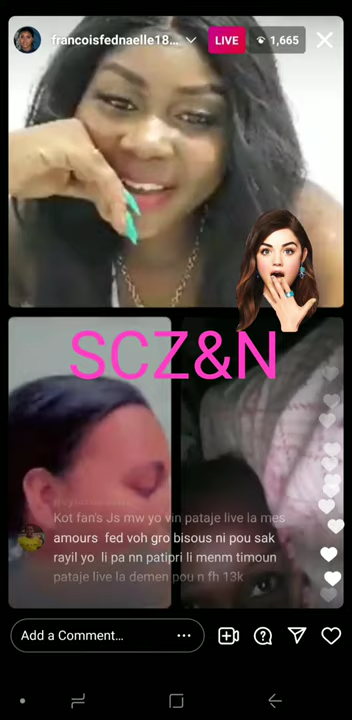 francoisfednaelle18...
LIVE
1,665
SCZ&N
Kot fan's Js mw yo vin pataje live la mes
amours fed voh gro bisous ni pou sak
rayil yo li pa nn patipri li menm timoun
pataje live la demen pou n fh 13k
Add a Comment...